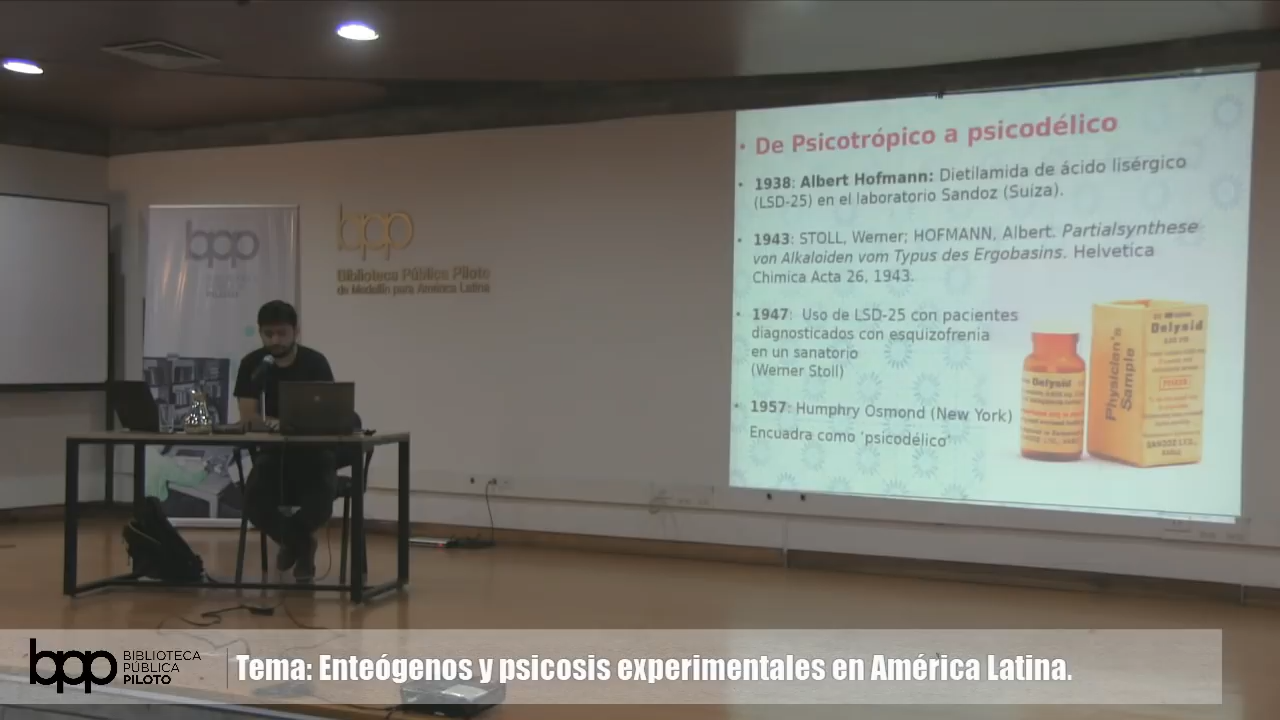 • De Psicotrópico a psicodélico
• 1938: Albert Hofmann: Dietilamida de ácido lisérgico
(LSD-25) en el laboratorio Sandoz (Suiza).
• 1943: STOLL, Werner; HOFMANN, Albert. Partialsynthese
von Alkaloiden vom Typus des Ergobasins. Helvetica
Chimica Acta 26, 1943.
• 1947: Uso de LSD-25 con pacientes
diagnosticados con esquizofrenia
en un sanatorio
(Werner Stoll)
• 1957: Humphry Osmond (New York)
Encuadra como ‘psicodélico’
Delysid
Physician's
Sample
Delysid
POISON
SANDOZ LTD.,
bpp
bpp
Biblioteca Pública Piloto
de Medellín para América Latina
bpp
BIBLIOTECA
PÚBLICA
PILOTO
Tema: Enteógenos y psicosis experimentales en América Latina.